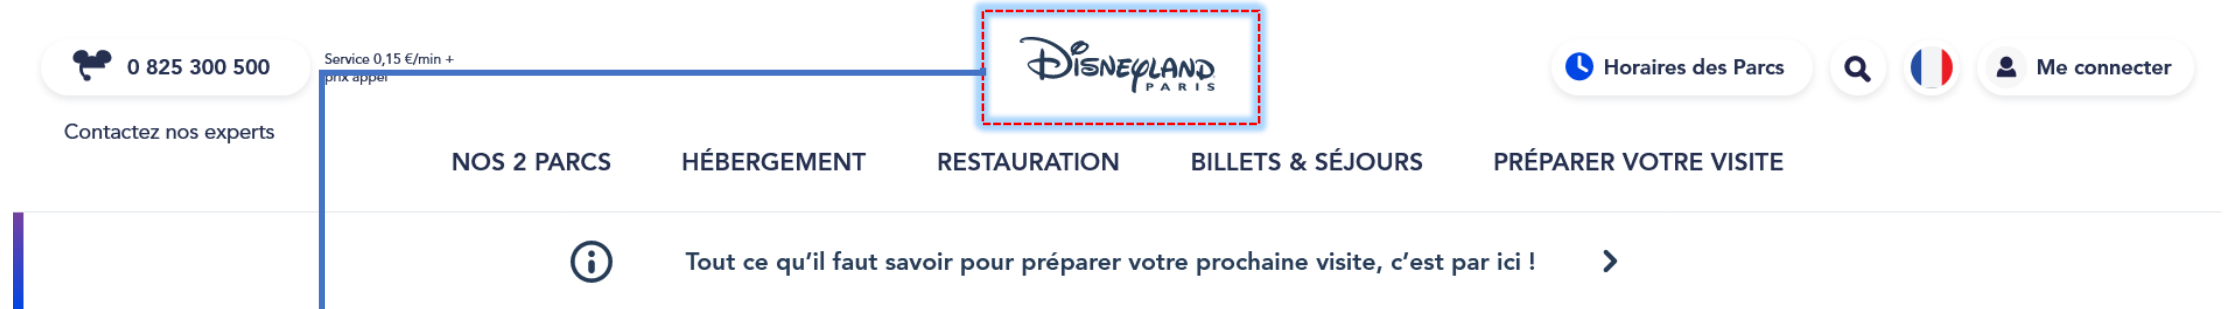 0 825 300 500
Service 0,15 €/min +
prix appel
DISNEYLAND
PARIS
Horaires des Parcs
Me connecter
Contactez nos experts
NOS 2 PARCS HÉBERGEMENT RESTAURATION BILLETS & SÉJOURS PRÉPARER VOTRE VISITE
Tout ce qu’il faut savoir pour préparer votre prochaine visite, c’est par ici !